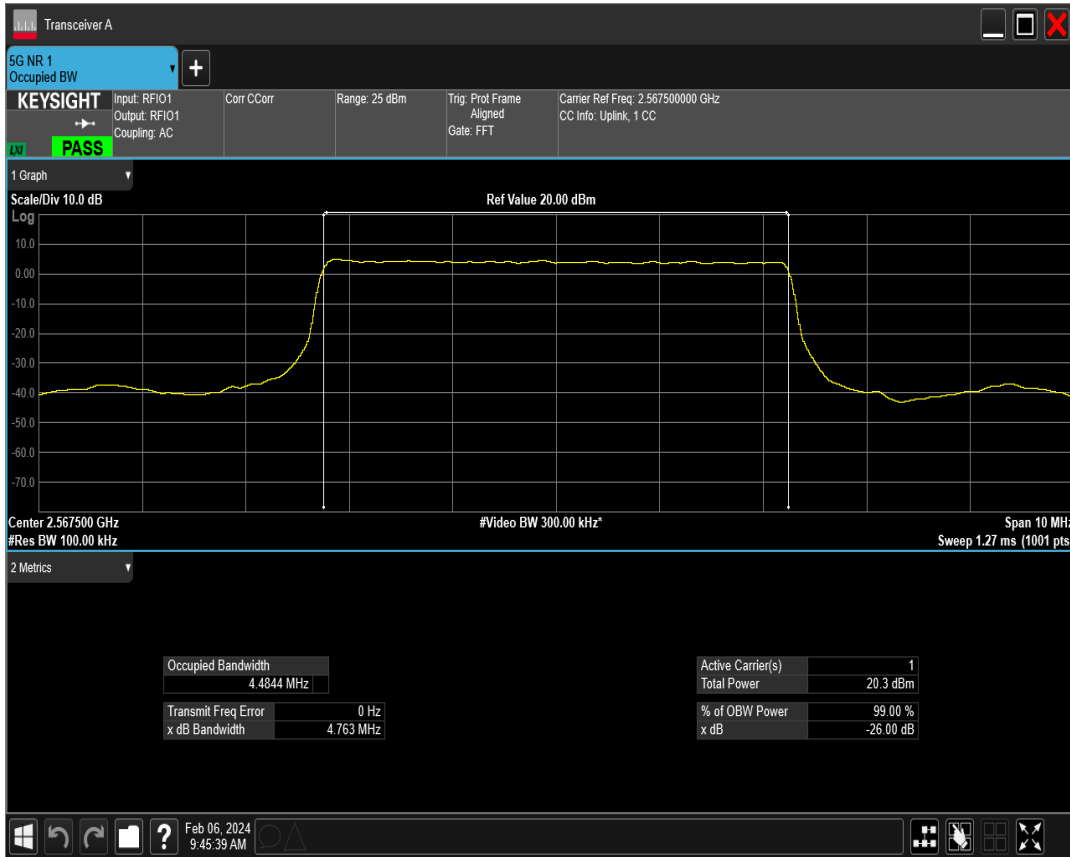 Transceiver A
5G NR 1
Occupied BW
KEYSIGHT
LXI
PASS
Input: RFIO1
Output: RFIO1
Coupling: AC
Corr CCorr
Range: 25 dBm
Trig: Prot Frame
Aligned
Gate: FFT
Carrier Ref Freq: 2.567500000 GHz
CC Info: Uplink, 1 CC
1 Graph
Scale/Div 10.0 dB
Ref Value 20.00 dBm
Log
10.0
0.00
-10.0
-20.0
-30.0
-40.0
-50.0
-60.0
-70.0
Center 2.567500 GHz
#Video BW 300.00 kHz*
Span 10 MHz
#Res BW 100.00 kHz
Sweep 1.27 ms (1001 pts
2 Metrics
Occupied Bandwidth
4.4844 MHz
Transmit Freq Error 0 Hz
x dB Bandwidth 4.763 MHz
Active Carrier(s) 1
Total Power 20.3 dBm
% of OBW Power 99.00 %
x dB -26.00 dB
?
Feb 06, 2024
9:45:39 AM